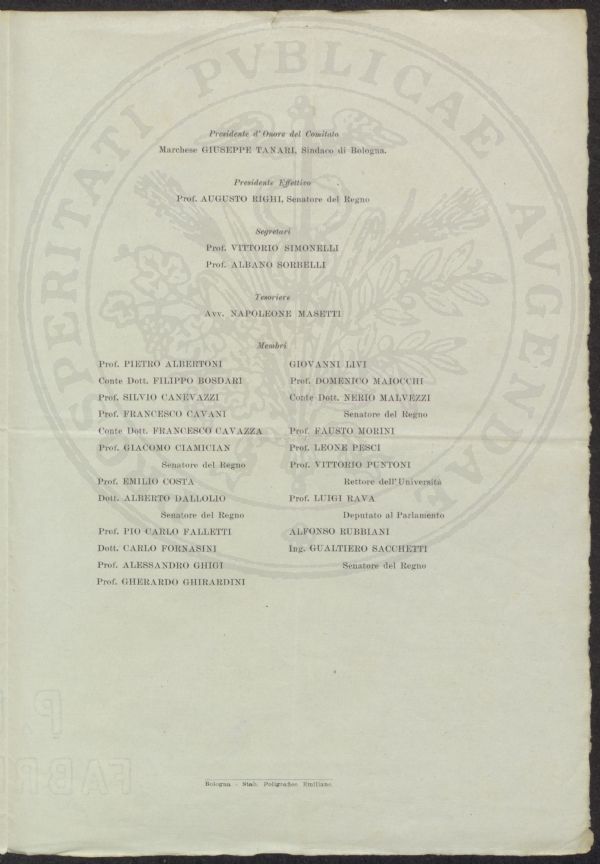 PROSPERITATI PVBLICAE AVGENDAE
Presidente d'Onore del Comitato
Marchese GIUSEPPE TANARI, Sindaco di Bologna.
Presidente Effettivo
Prof. AUGUSTO RIGHI, Senatore del Regno
Segretari
Prof. VITTORIO SIMONELLI
Prof. ALBANO SORBELLI
Tesoriere
Avv. NAPOLEONE MASETTI
Membri
Prof. PIETRO ALBERTONI
Conte Dott. FILIPPO BOSDARI
Prof. SILVIO CANEVAZZI
Prof. FRANCESCO CAVANI
Conte Dott. FRANCESCO CAVAZZA
Prof. GIACOMO CIAMICIAN
Senatore del Regno
Prof. EMILIO COSTA
Dott. ALBERTO DALLOLIO
Senatore del Regno
Prof. PIO CARLO FALLETTI
Dott. CARLO FORNASINI
Prof. ALESSANDRO GHIGI
Prof. GHERARDO GHIRARDINI
GIOVANNI LIVI
Prof. DOMENICO MAIOCCHI
Conte Dott. NERIO MALVEZZI
Senatore del Regno
Prof. FAUSTO MORINI
Prof. LEONE PESCI
Prof. VITTORIO PUNTONI
Rettore dell'Università
Prof. LUIGI RAVA
Deputato al Parlamento
ALFONSO RUBBIANI
Ing. GUALTIERO SACCHETTI
Senatore del Regno
Bologna - Stab. Poligrafico Emiliano.